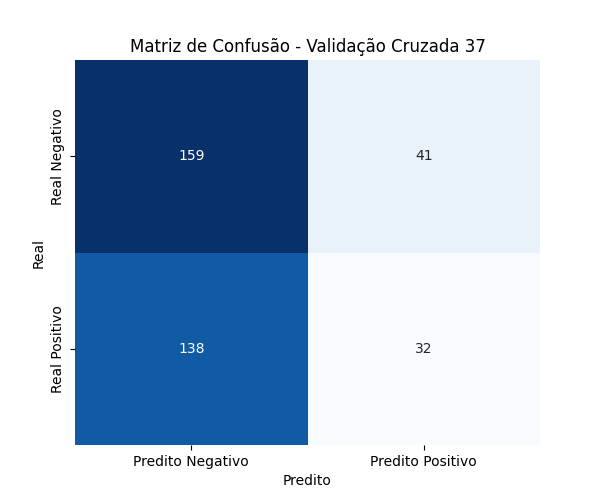 Matriz de Confusão - Validação Cruzada 37
Real
Real Negativo
159
41
Real Positivo
138
32
Predito Negativo
Predito Positivo
Predito